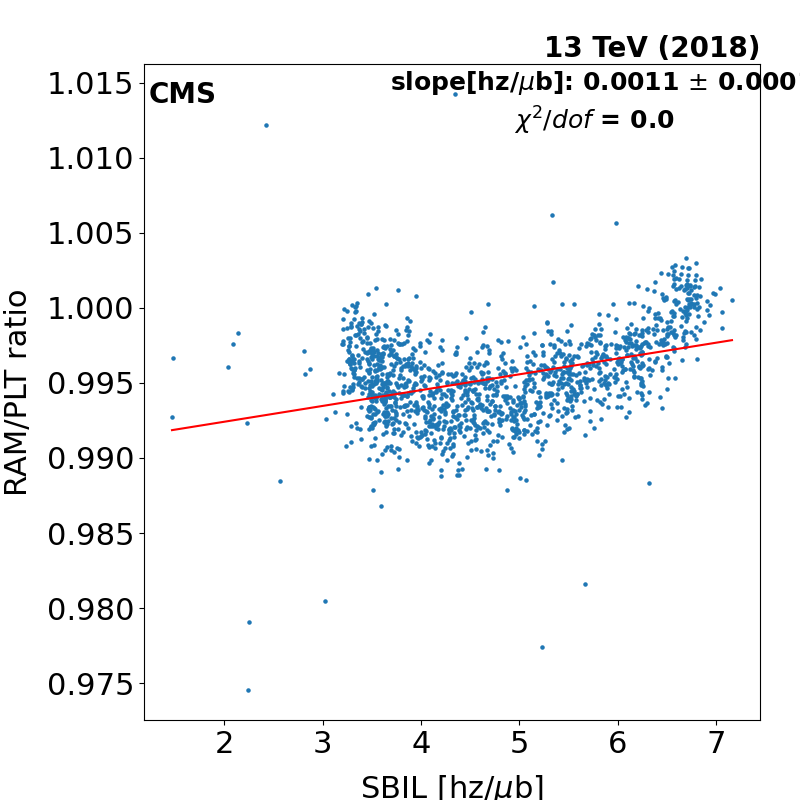 13 TeV (2018)
CMS
slope[hz/μb]: 0.0011 ± 0.000
χ²/dof = 0.0
1.015
1.010
1.005
1.000
0.995
0.990
0.985
0.980
0.975
RAM/PLT ratio
2 3 4 5 6 7
SBIL [hz/μb]